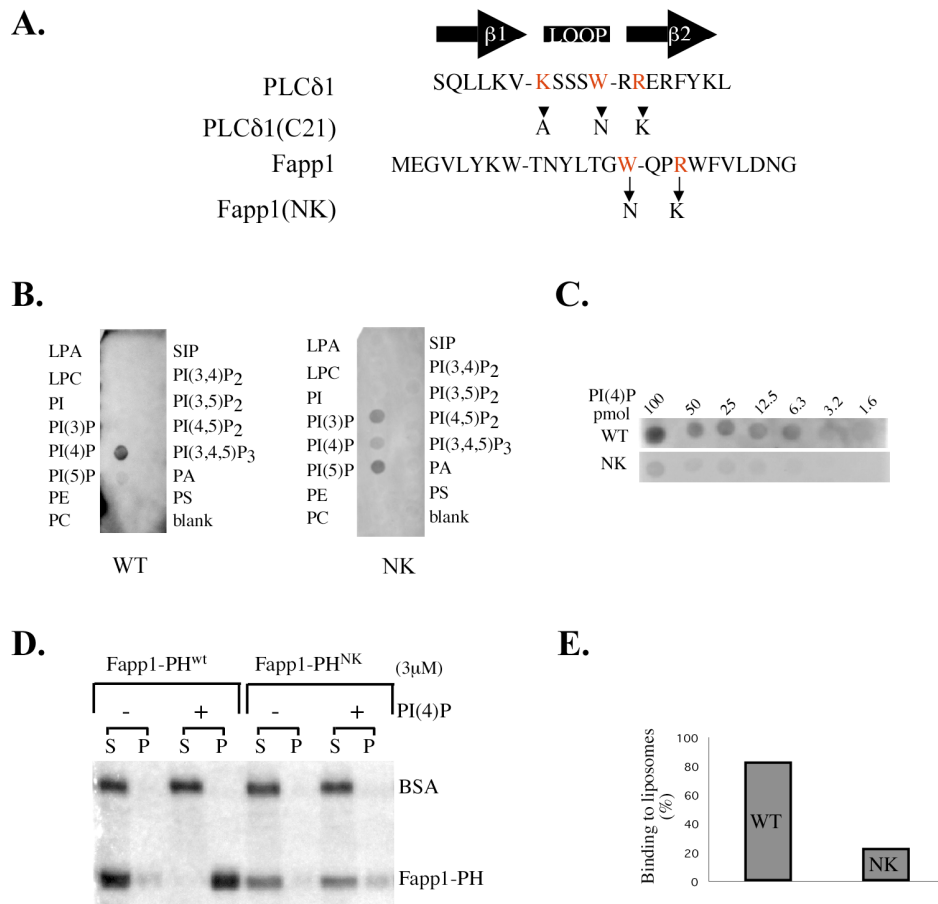 A.
β1 LOOP β2
PLCδ1 SQLLKV-KSSSW-RRERFYKL
PLCδ1(C21) A N K
Fapp1 MEGVLYKW-TNYLTGW-QPRWFVLDNG
Fapp1(NK) N K
B.
LPA SIP
LPC PI(3,4)P2
PI PI(3,5)P2
PI(3)P PI(4,5)P2
PI(4)P PI(3,4,5)P3
PI(5)P PA
PE PS
PC blank
WT
LPA SIP
LPC PI(3,4)P2
PI PI(3,5)P2
PI(3)P PI(4,5)P2
PI(4)P PI(3,4,5)P3
PI(5)P PA
PE PS
PC blank
NK
C.
PI(4)P
pmol 100 50 25 12.5 6.3 3.2 1.6
WT
NK
D.
Fapp1-PHwt Fapp1-PHNK (3μM)
- + - + PI(4)P
S P S P S P S P
BSA
Fapp1-PH
E.
Binding to liposomes
(%)
100
80
60
40
20
0
WT
NK